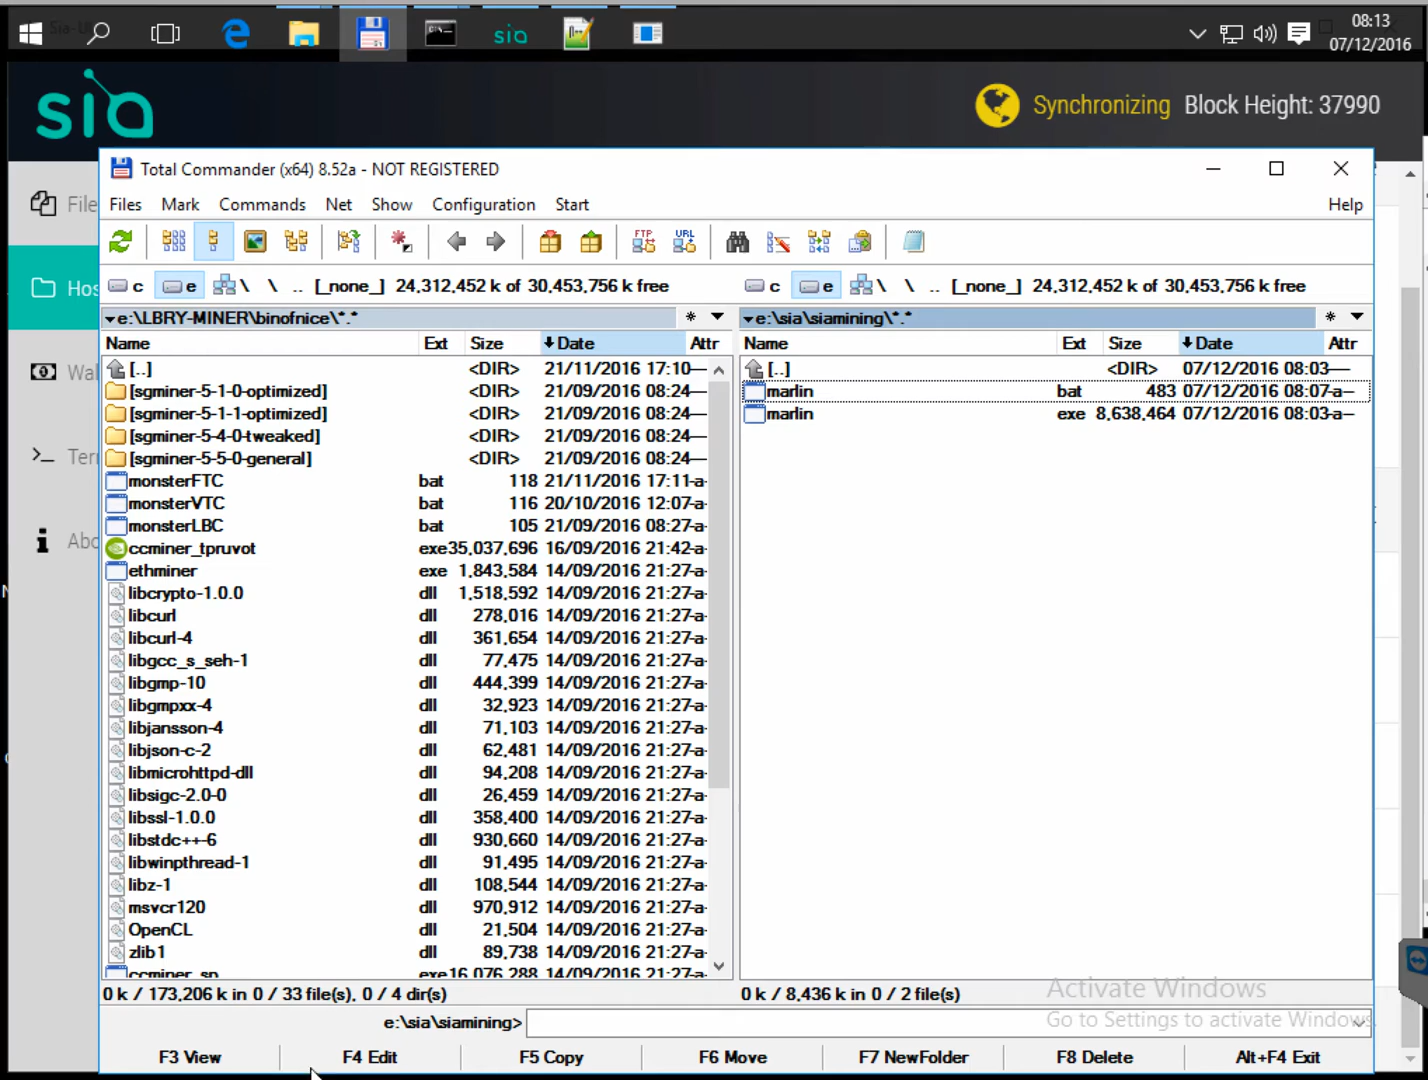 08:13
07/12/2016
sia
sia
Synchronizing Block Height: 37990
File
Hos
Wal
Ter
Abo
Total Commander (x64) 8.52a - NOT REGISTERED
Files Mark Commands Net Show Configuration Start Help
FTP URL
c e \ \ .. [_none_] 24,312,452 k of 30,453,756 k free
c e \ \ .. [_none_] 24,312,452 k of 30,453,756 k free
e:\LBRY-MINER\binofnice\*.* *
Name Ext Size Date Attr
[..] <DIR> 21/11/2016 17:10—
[sgminer-5-1-0-optimized] <DIR> 21/09/2016 08:24—
[sgminer-5-1-1-optimized] <DIR> 21/09/2016 08:24—
[sgminer-5-4-0-tweaked] <DIR> 21/09/2016 08:24—
[sgminer-5-5-0-general] <DIR> 21/09/2016 08:24—
monsterFTC bat 118 21/11/2016 17:11-a-
monsterVTC bat 116 20/10/2016 12:07-a-
monsterLBC bat 105 21/09/2016 08:27-a-
ccminer_tpruvot exe 35,037,696 16/09/2016 21:42-a-
ethminer exe 1,843,584 14/09/2016 21:27-a-
libcrypto-1.0.0 dll 1,518,592 14/09/2016 21:27-a-
libcurl dll 278,016 14/09/2016 21:27-a-
libcurl-4 dll 361,654 14/09/2016 21:27-a-
libgcc_s_seh-1 dll 77,475 14/09/2016 21:27-a-
libgmp-10 dll 444,399 14/09/2016 21:27-a-
libgmpxx-4 dll 32,923 14/09/2016 21:27-a-
libjansson-4 dll 71,103 14/09/2016 21:27-a-
libjson-c-2 dll 62,481 14/09/2016 21:27-a-
libmicrohttpd-dll dll 94,208 14/09/2016 21:27-a-
libsigc-2.0-0 dll 26,459 14/09/2016 21:27-a-
libssl-1.0.0 dll 358,400 14/09/2016 21:27-a-
libstdc++-6 dll 930,660 14/09/2016 21:27-a-
libwinpthread-1 dll 91,495 14/09/2016 21:27-a-
libz-1 dll 108,544 14/09/2016 21:27-a-
msvcr120 dll 970,912 14/09/2016 21:27-a-
OpenCL dll 21,504 14/09/2016 21:27-a-
zlib1 dll 89,738 14/09/2016 21:27-a-
ccminer_sp exe 16,076,288 14/09/2016 21:27-a-
0 k / 173,206 k in 0 / 33 file(s), 0 / 4 dir(s)
e:\sia\siamining\*.* *
Name Ext Size Date Attr
[..] <DIR> 07/12/2016 08:03—
marlin bat 483 07/12/2016 08:07-a—
marlin exe 8,638,464 07/12/2016 08:03-a—
0 k / 8,436 k in 0 / 2 file(s)
Activate Windows
Go to Settings to activate Windows.
e:\sia\siamining>
F3 View F4 Edit F5 Copy F6 Move F7 NewFolder F8 Delete Alt+F4 Exit